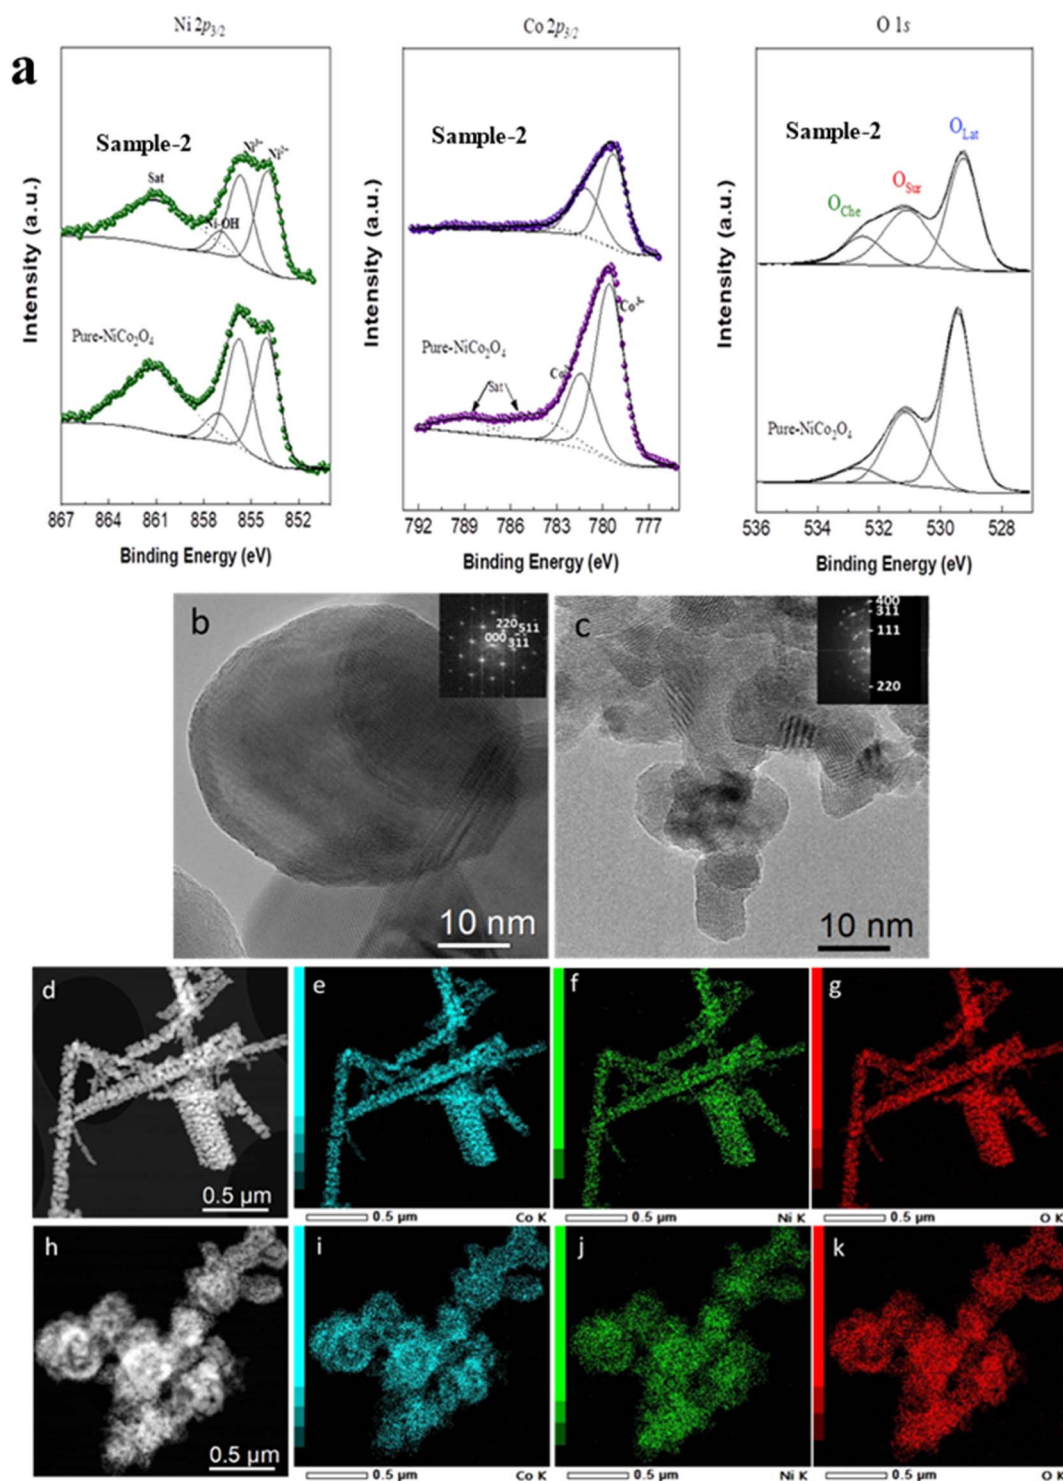 Ni 2p3/2
Co 2p3/2
O 1s
a
Sample-2
Ni3+
Ni2+
Sat
Ni-OH
Pure-NiCo2O4
Intensity (a.u.)
867 864 861 858 855 852
Binding Energy (eV)
Sample-2
Pure-NiCo2O4
Sat
Intensity (a.u.)
792 789 786 783 780 777
Binding Energy (eV)
Sample-2
OLat
OSur
OChe
Pure-NiCo2O4
Intensity (a.u.)
536 534 532 530 528
Binding Energy (eV)
b
220
511
000
10 nm
c
400
311
111
220
10 nm
d
0.5 µm
e
0.5 µm
Co K
f
0.5 µm
Ni K
g
0.5 µm
O K
h
0.5 µm
i
0.5 µm
Co K
j
0.5 µm
Ni K
k
0.5 µm
O K